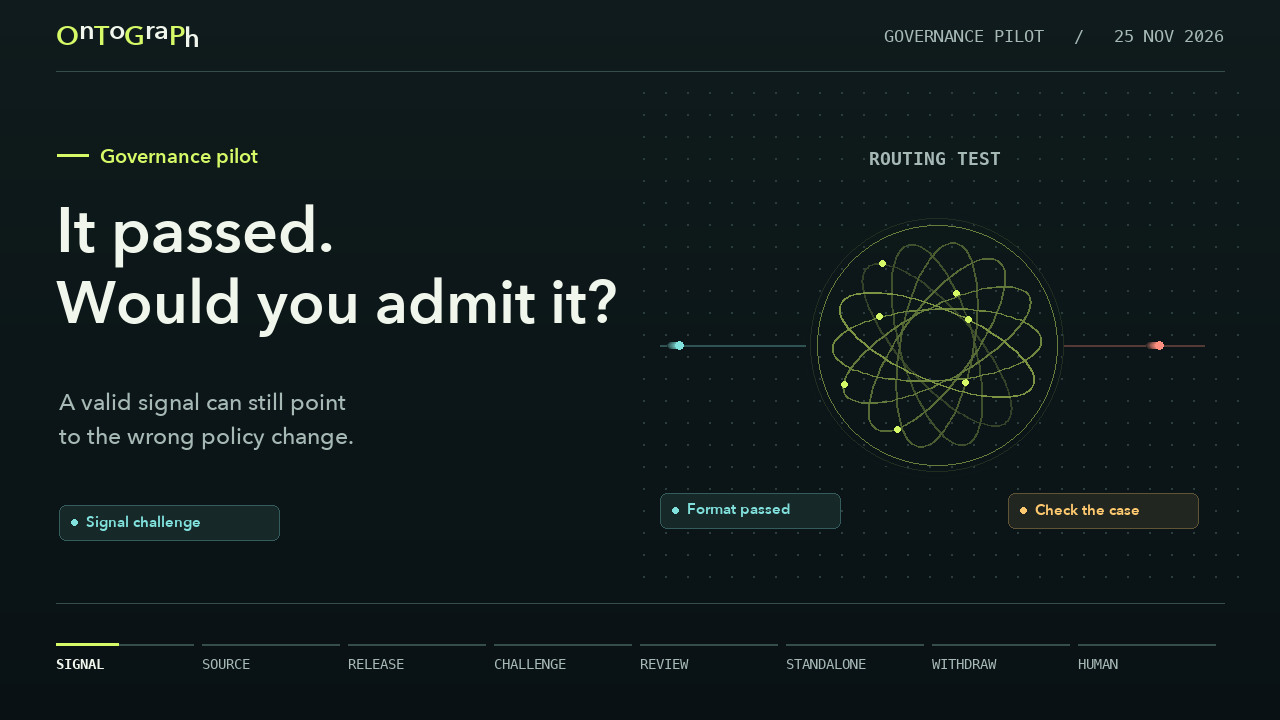 OnToGraPh
GOVERNANCE PILOT / 25 NOV 2026
Governance pilot
It passed.
Would you admit it?
A valid signal can still point
to the wrong policy change.
Signal challenge
ROUTING TEST
Format passed
Check the case
SIGNAL
SOURCE
RELEASE
CHALLENGE
REVIEW
STANDALONE
WITHDRAW
HUMAN